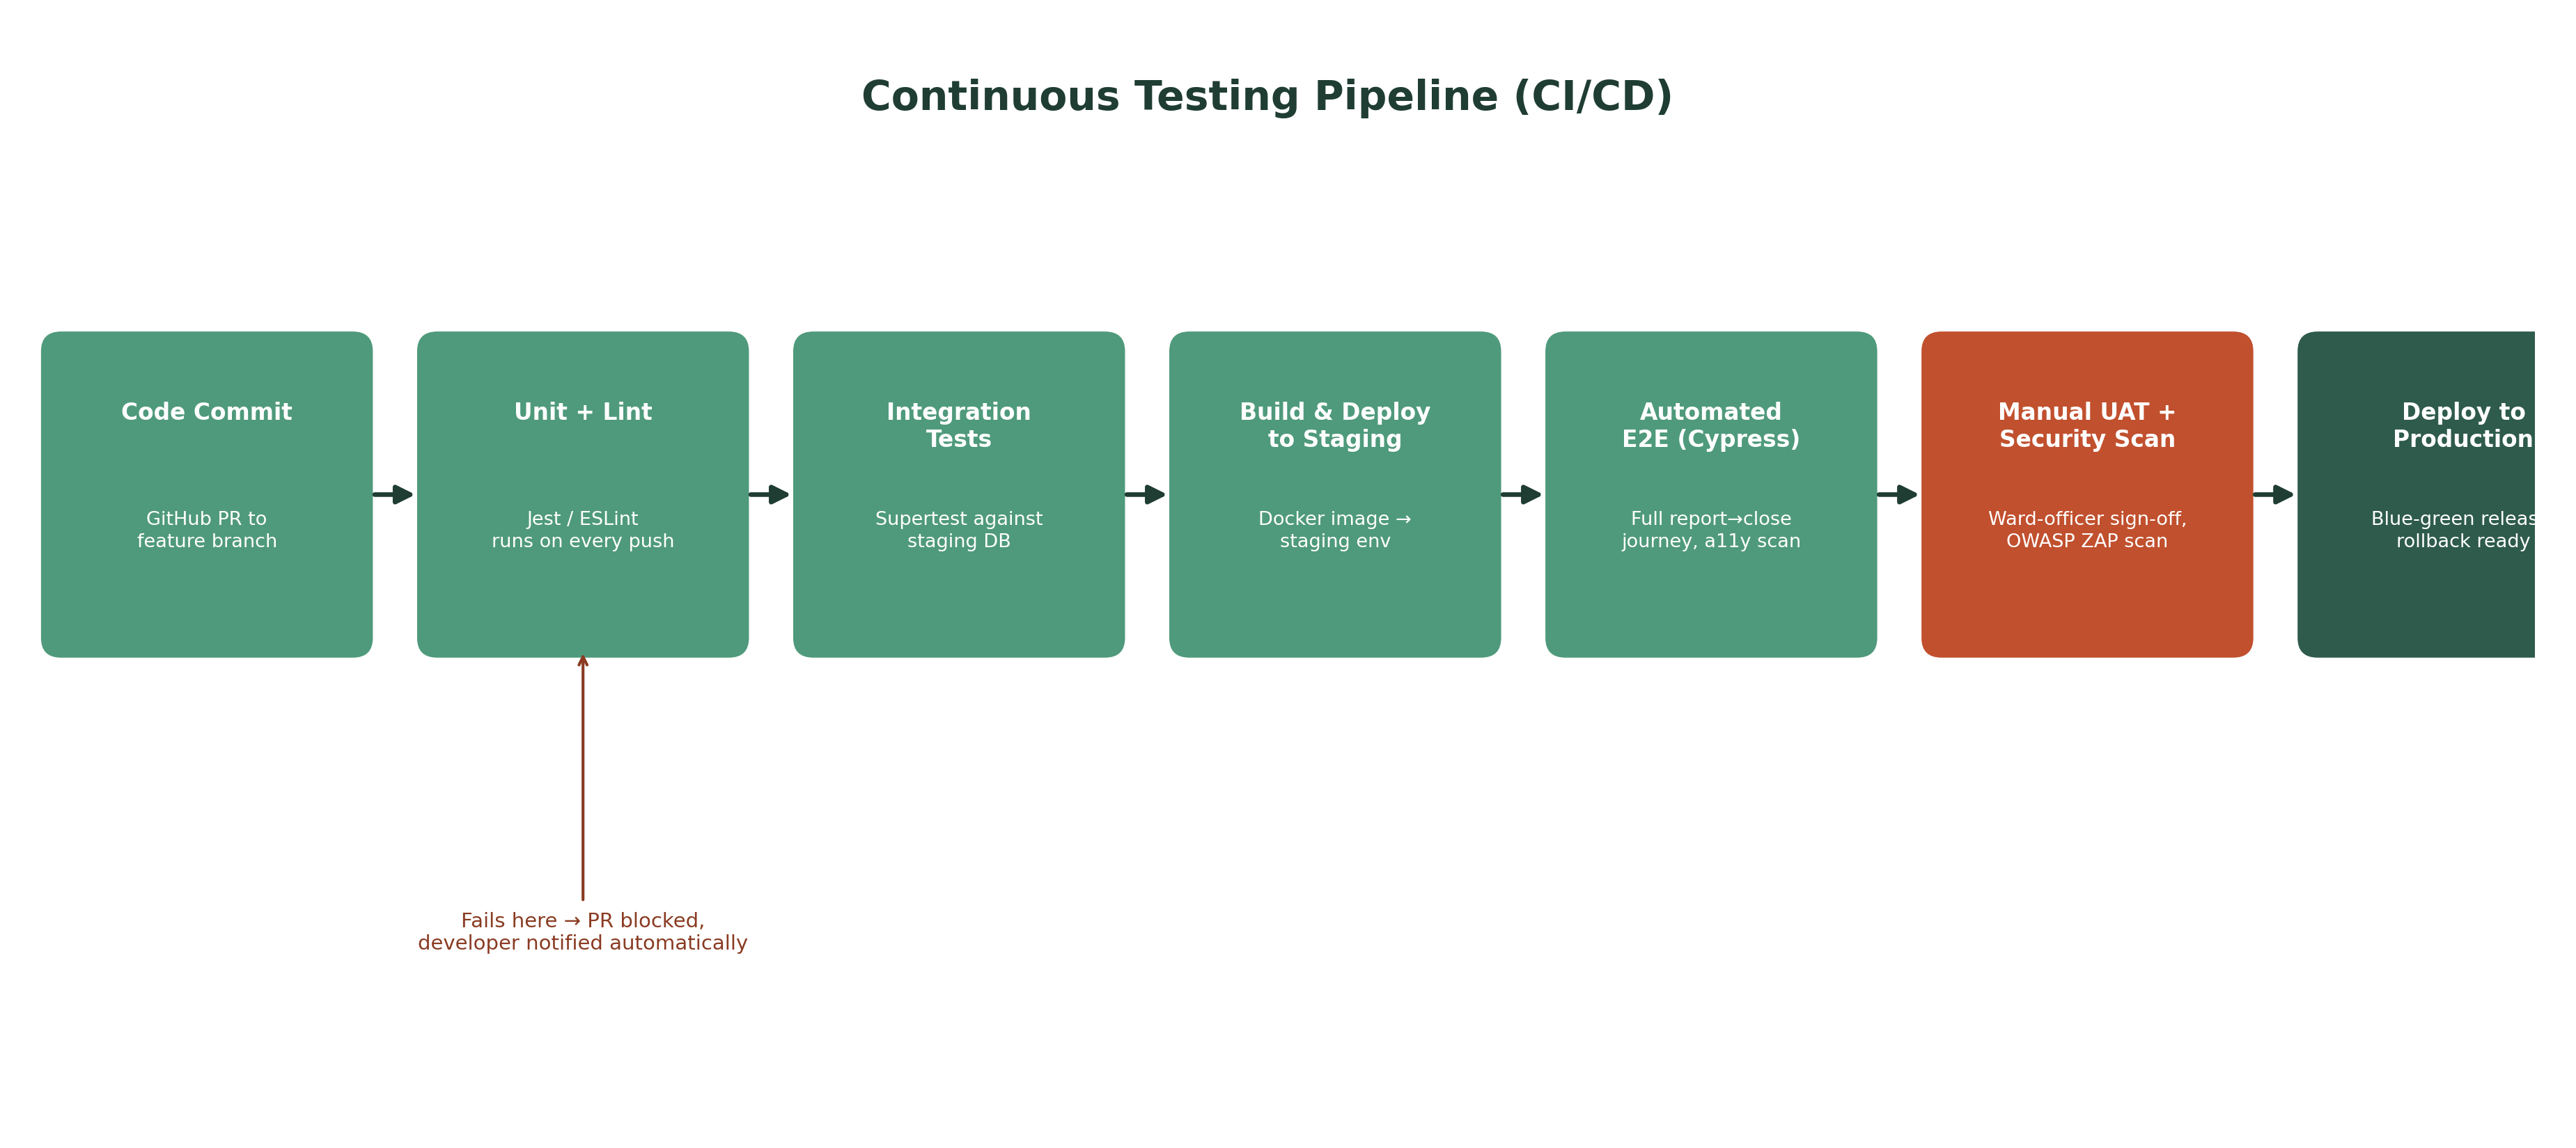 Continuous Testing Pipeline (CI/CD)
Code Commit
GitHub PR to
feature branch
Unit + Lint
Jest / ESLint
runs on every push
Integration
Tests
Supertest against
staging DB
Build & Deploy
to Staging
Docker image →
staging env
Automated
E2E (Cypress)
Full report→close
journey, a11y scan
Manual UAT +
Security Scan
Ward-officer sign-off,
OWASP ZAP scan
Deploy to
Production
Blue-green
rollback ready
Fails here → PR blocked,
developer notified automatically